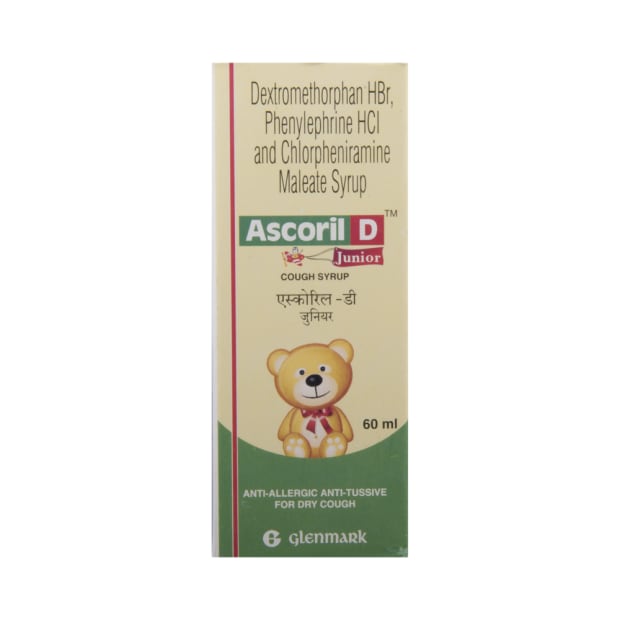 Dextromethorphan HBr,
Phenylephrine HCl
and Chlorpheniramine
Maleate Syrup
Ascoril D™
Junior
COUGH SYRUP
एस्कोरिल -डी
जुनियर
60 ml
ANTI-ALLERGIC ANTI-TUSSIVE
FOR DRY COUGH
glenmark